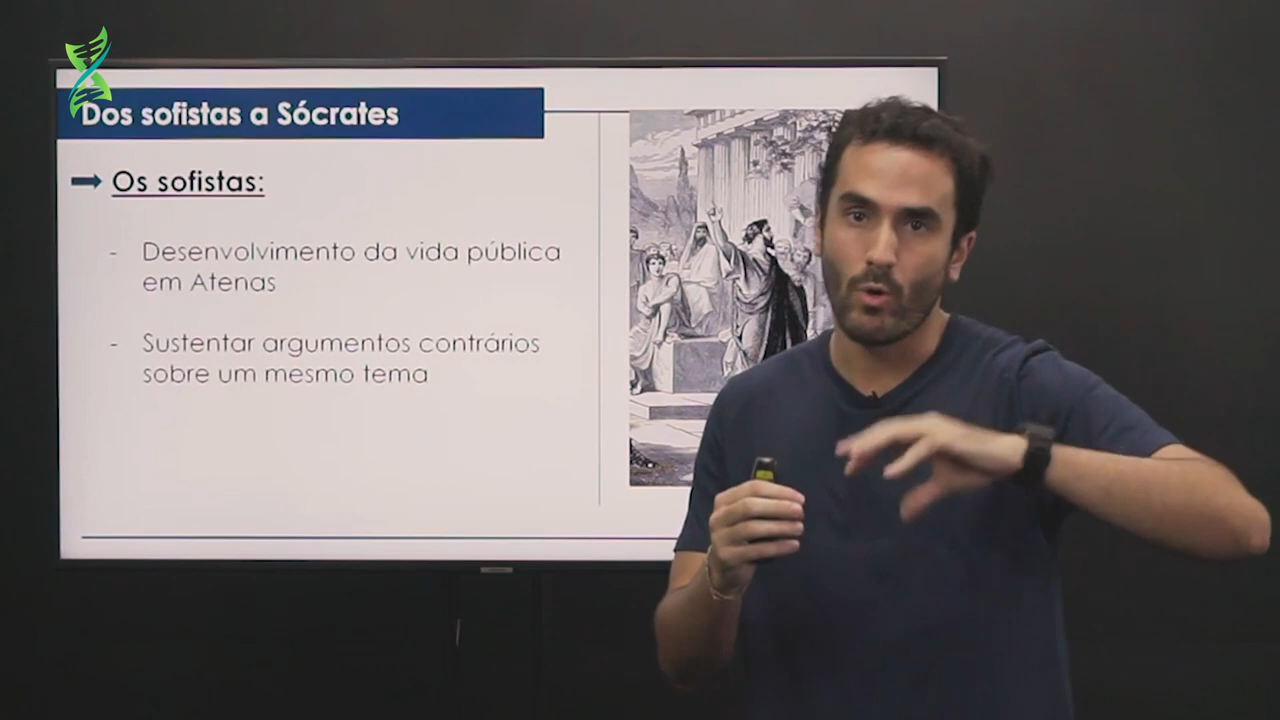 Dos sofistas a Sócrates
Os sofistas:
- Desenvolvimento da vida pública
em Atenas
- Sustentar argumentos contrários
sobre um mesmo tema